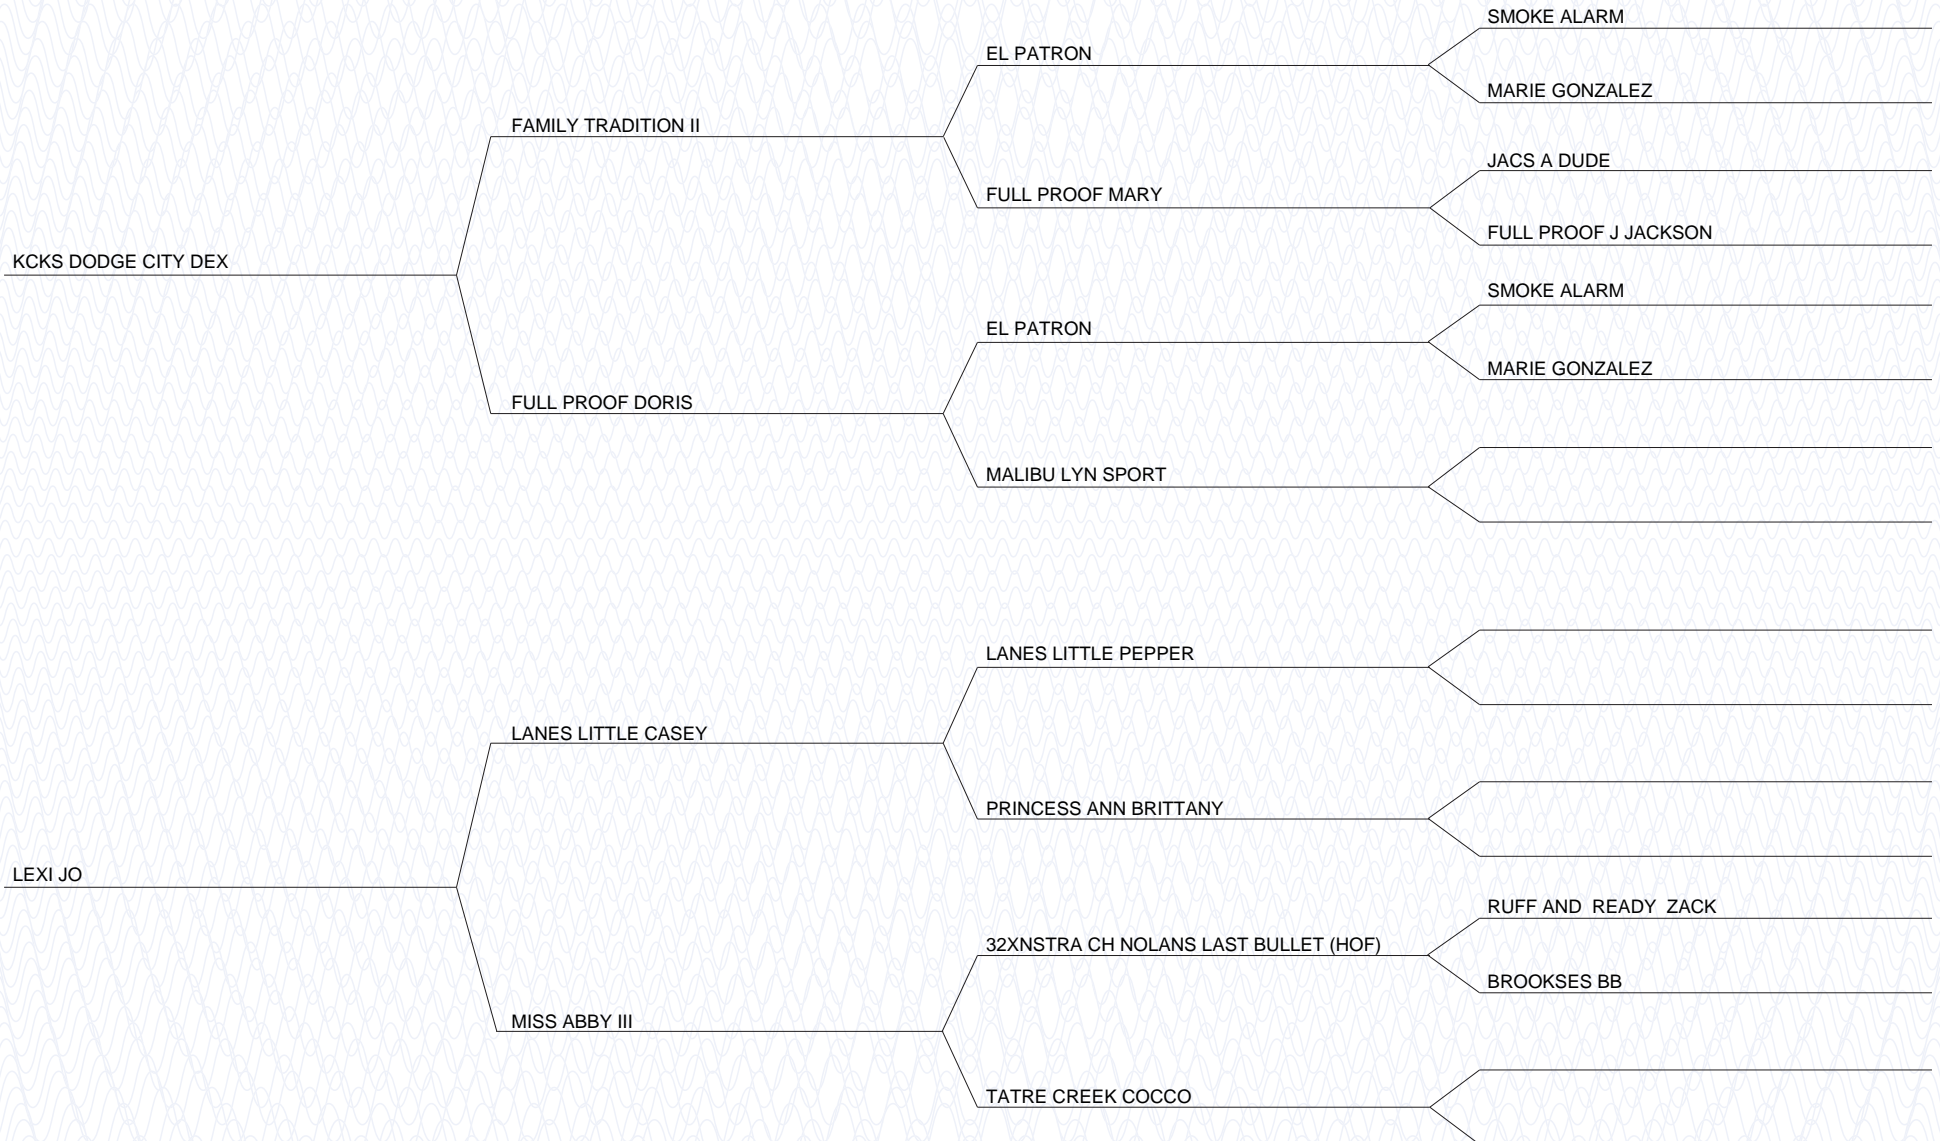 SMOKE ALARM
EL PATRON
MARIE GONZALEZ
FAMILY TRADITION II
JACS A DUDE
FULL PROOF MARY
FULL PROOF J JACKSON
KCKS DODGE CITY DEX
SMOKE ALARM
EL PATRON
MARIE GONZALEZ
FULL PROOF DORIS
MALIBU LYN SPORT
LANES LITTLE PEPPER
LANES LITTLE CASEY
PRINCESS ANN BRITTANY
LEXI JO
RUFF AND  READY  ZACK
32XNSTRA CH NOLANS LAST BULLET (HOF)
BROOKSES BB
MISS ABBY III
TATRE CREEK COCCO